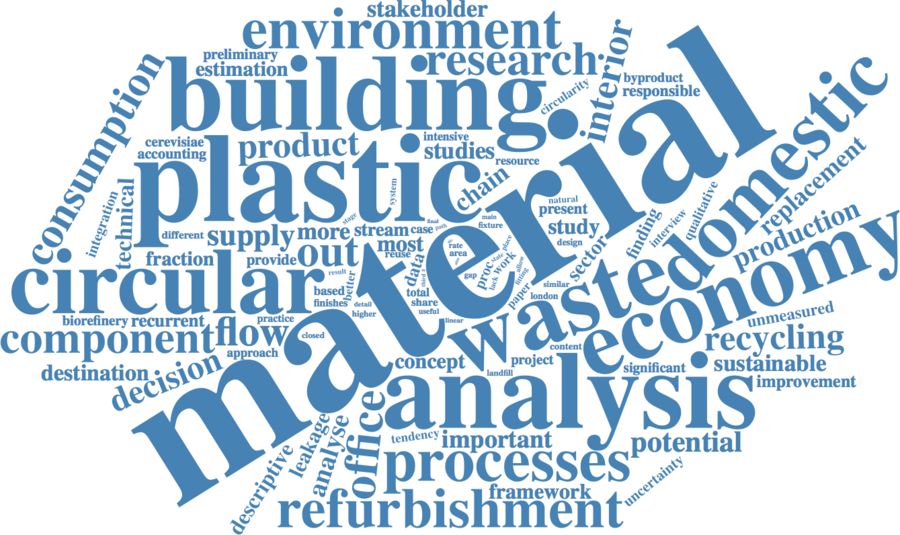 stakeholder
environment
preliminary
estimation
research
interior
byproduct
responsible
circularity
building
consumption
cerevisiae
accounting
product
intensive
studies
resource
plastic
chain
system
material
domestic
replacement
natural
present
qualitative
interview
finding
integration
technical
different
supply
more
stage
stream
case
final
path
main
fixture
study
design
sector
production
fraction
provide
out
most
reuse
data
rate
area
gap
proc
state
place
work
lack
allow
fitting
result
better
circular
based
finishes
detail
higher
total
share
useful
third
linear
paper
similar
london
waste
economy
unmeasured
biorefinery
recurrent
practice
component
flow
approach
closed
concept
project
content
landfill
significant
recycling
sustainable
improvement
destination
decision
analysis
office
analyse
leakage
descriptive
tendency
important
potential
processes
framework
uncertainty
refurbishment